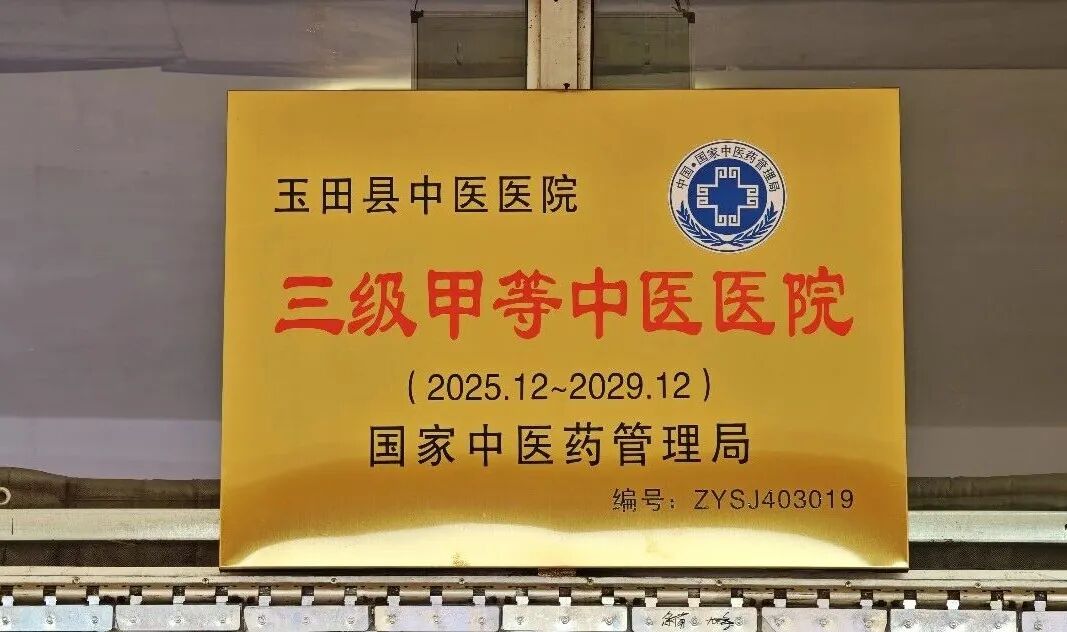 玉田县中医医院
中国·国家中医药管理局
三级甲等中医医院
(2025.12~2029.12)
国家中医药管理局
编号：ZYSJ403019